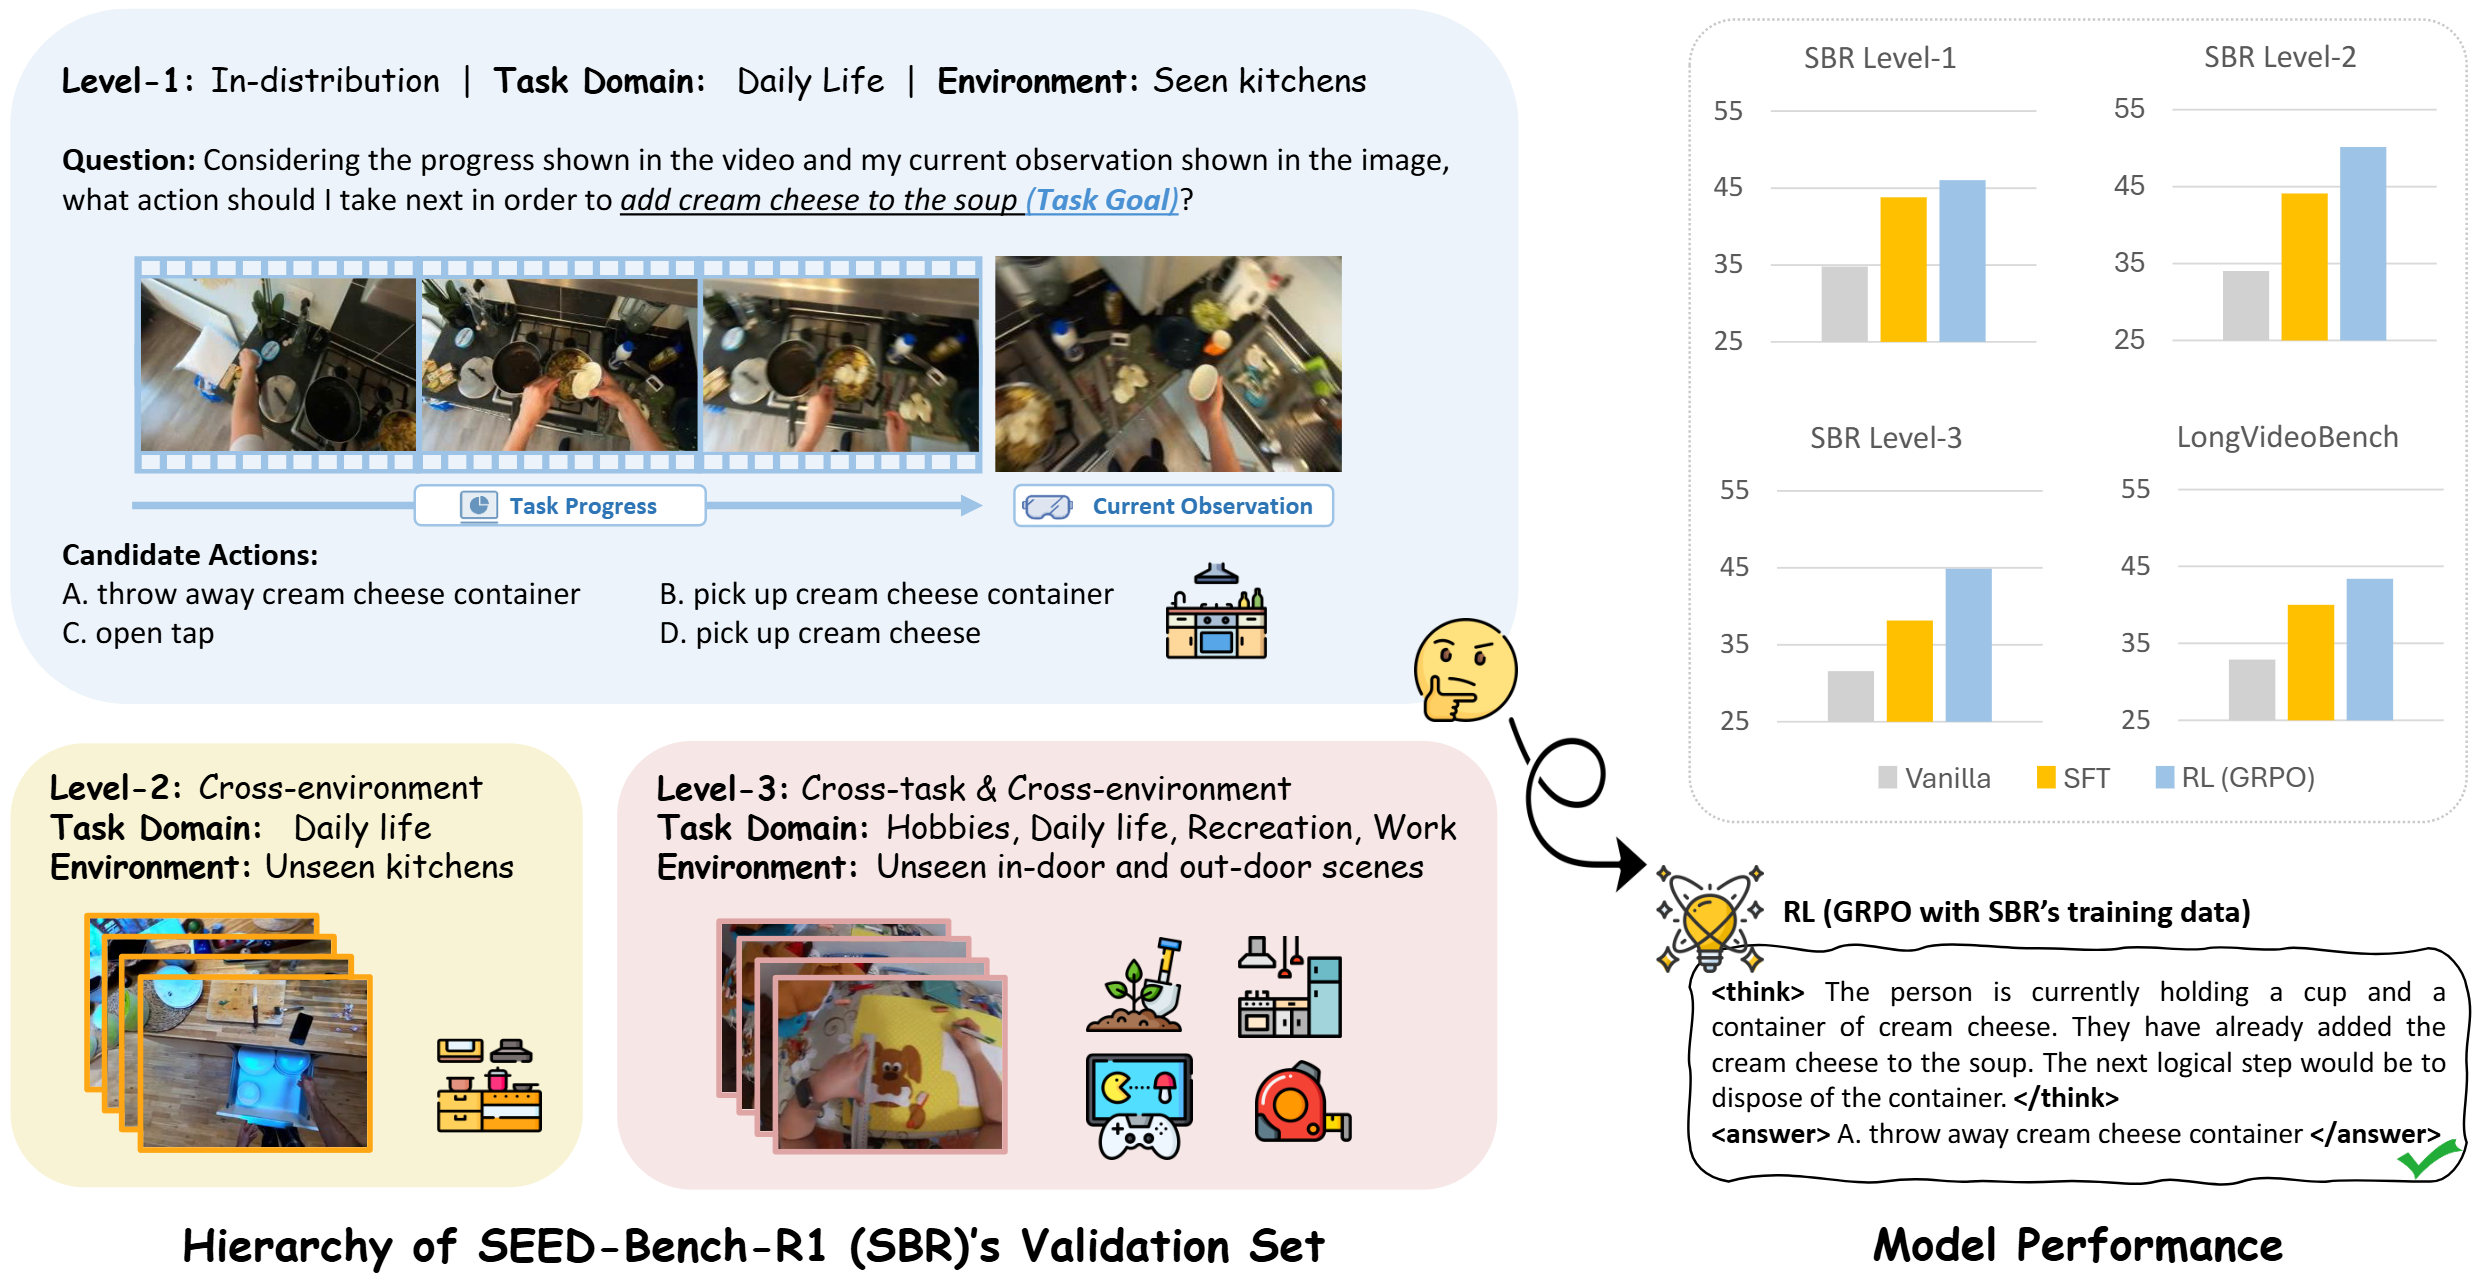 Level-1: In-distribution | Task Domain: Daily Life | Environment: Seen kitchens
Question: Considering the progress shown in the video and my current observation shown in the image,
what action should I take next in order to add cream cheese to the soup (Task Goal)?
Task Progress
Current Observation
Candidate Actions:
A. throw away cream cheese container
B. pick up cream cheese container
C. open tap
D. pick up cream cheese
Level-2: Cross-environment
Task Domain: Daily life
Environment: Unseen kitchens
Level-3: Cross-task & Cross-environment
Task Domain: Hobbies, Daily life, Recreation, Work
Environment: Unseen in-door and out-door scenes
Hierarchy of SEED-Bench-R1 (SBR)'s Validation Set
SBR Level-1
55
45
35
25
SBR Level-2
55
45
35
25
SBR Level-3
55
45
35
25
LongVideoBench
55
45
35
25
Vanilla
SFT
RL (GRPO)
RL (GRPO with SBR's training data)
<think> The person is currently holding a cup and a
container of cream cheese. They have already added the
cream cheese to the soup. The next logical step would be to
dispose of the container. </think>
<answer> A. throw away cream cheese container </answer>
Model Performance